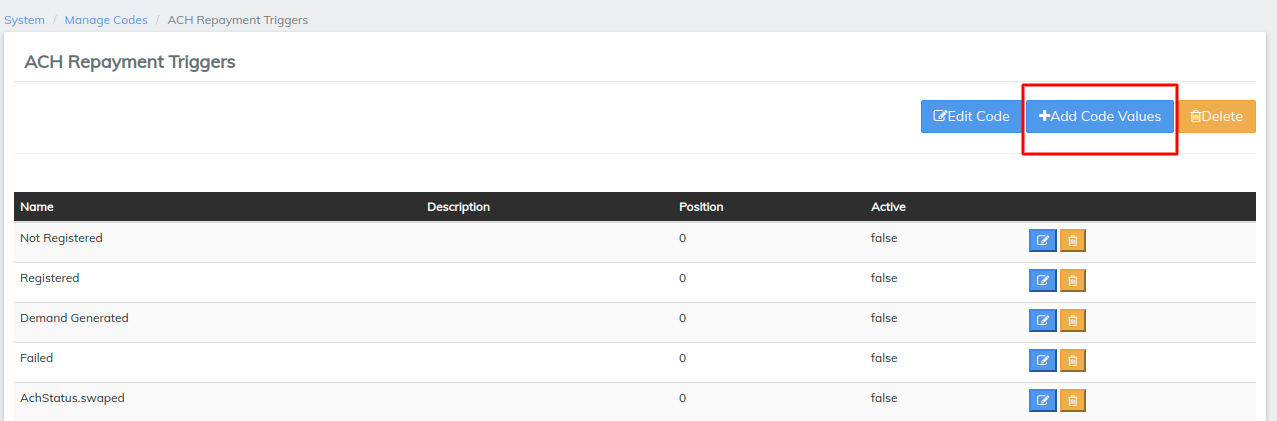 System / Manage Codes / ACH Repayment Triggers
ACH Repayment Triggers
Edit Code Add Code Values Delete
Name Description Position Active
Not Registered 0 false
Registered 0 false
Demand Generated 0 false
Failed 0 false
AchStatus.swaped 0 false